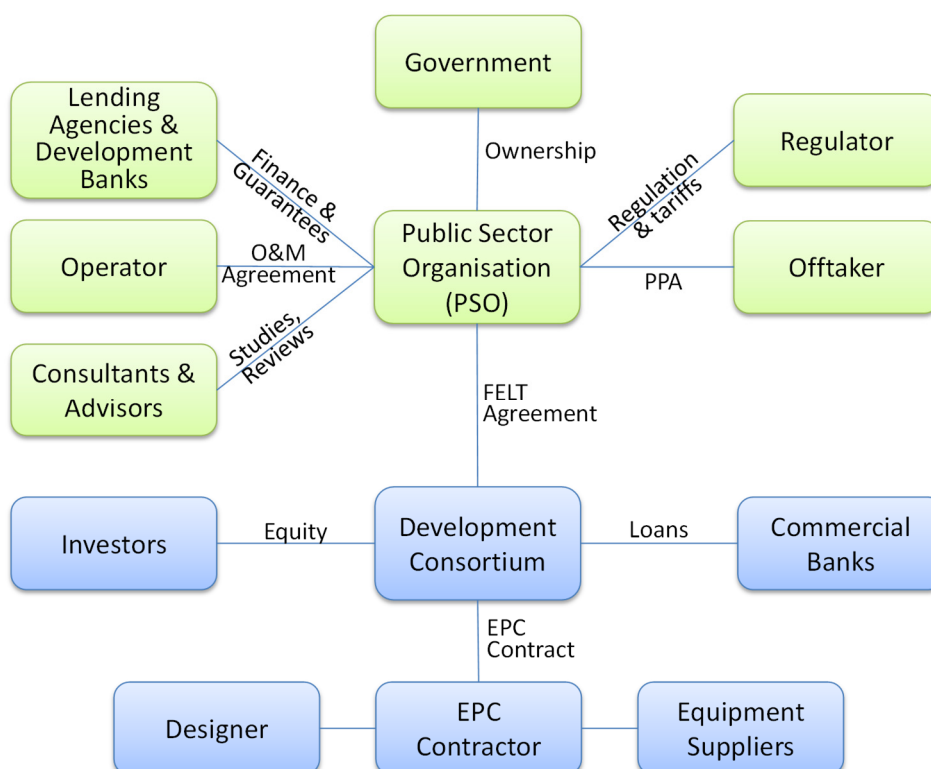 Government
Lending
Agencies &
Development
Banks
Finance &
Guarantees
Ownership
Regulation
& tariffs
Regulator
Operator
O&M
Agreement
Public Sector
Organisation
(PSO)
PPA
Offtaker
Consultants &
Advisors
Studies,
Reviews
FELT
Agreement
Investors
Equity
Development
Consortium
Loans
Commercial
Banks
EPC
Contract
Designer
EPC
Contractor
Equipment
Suppliers